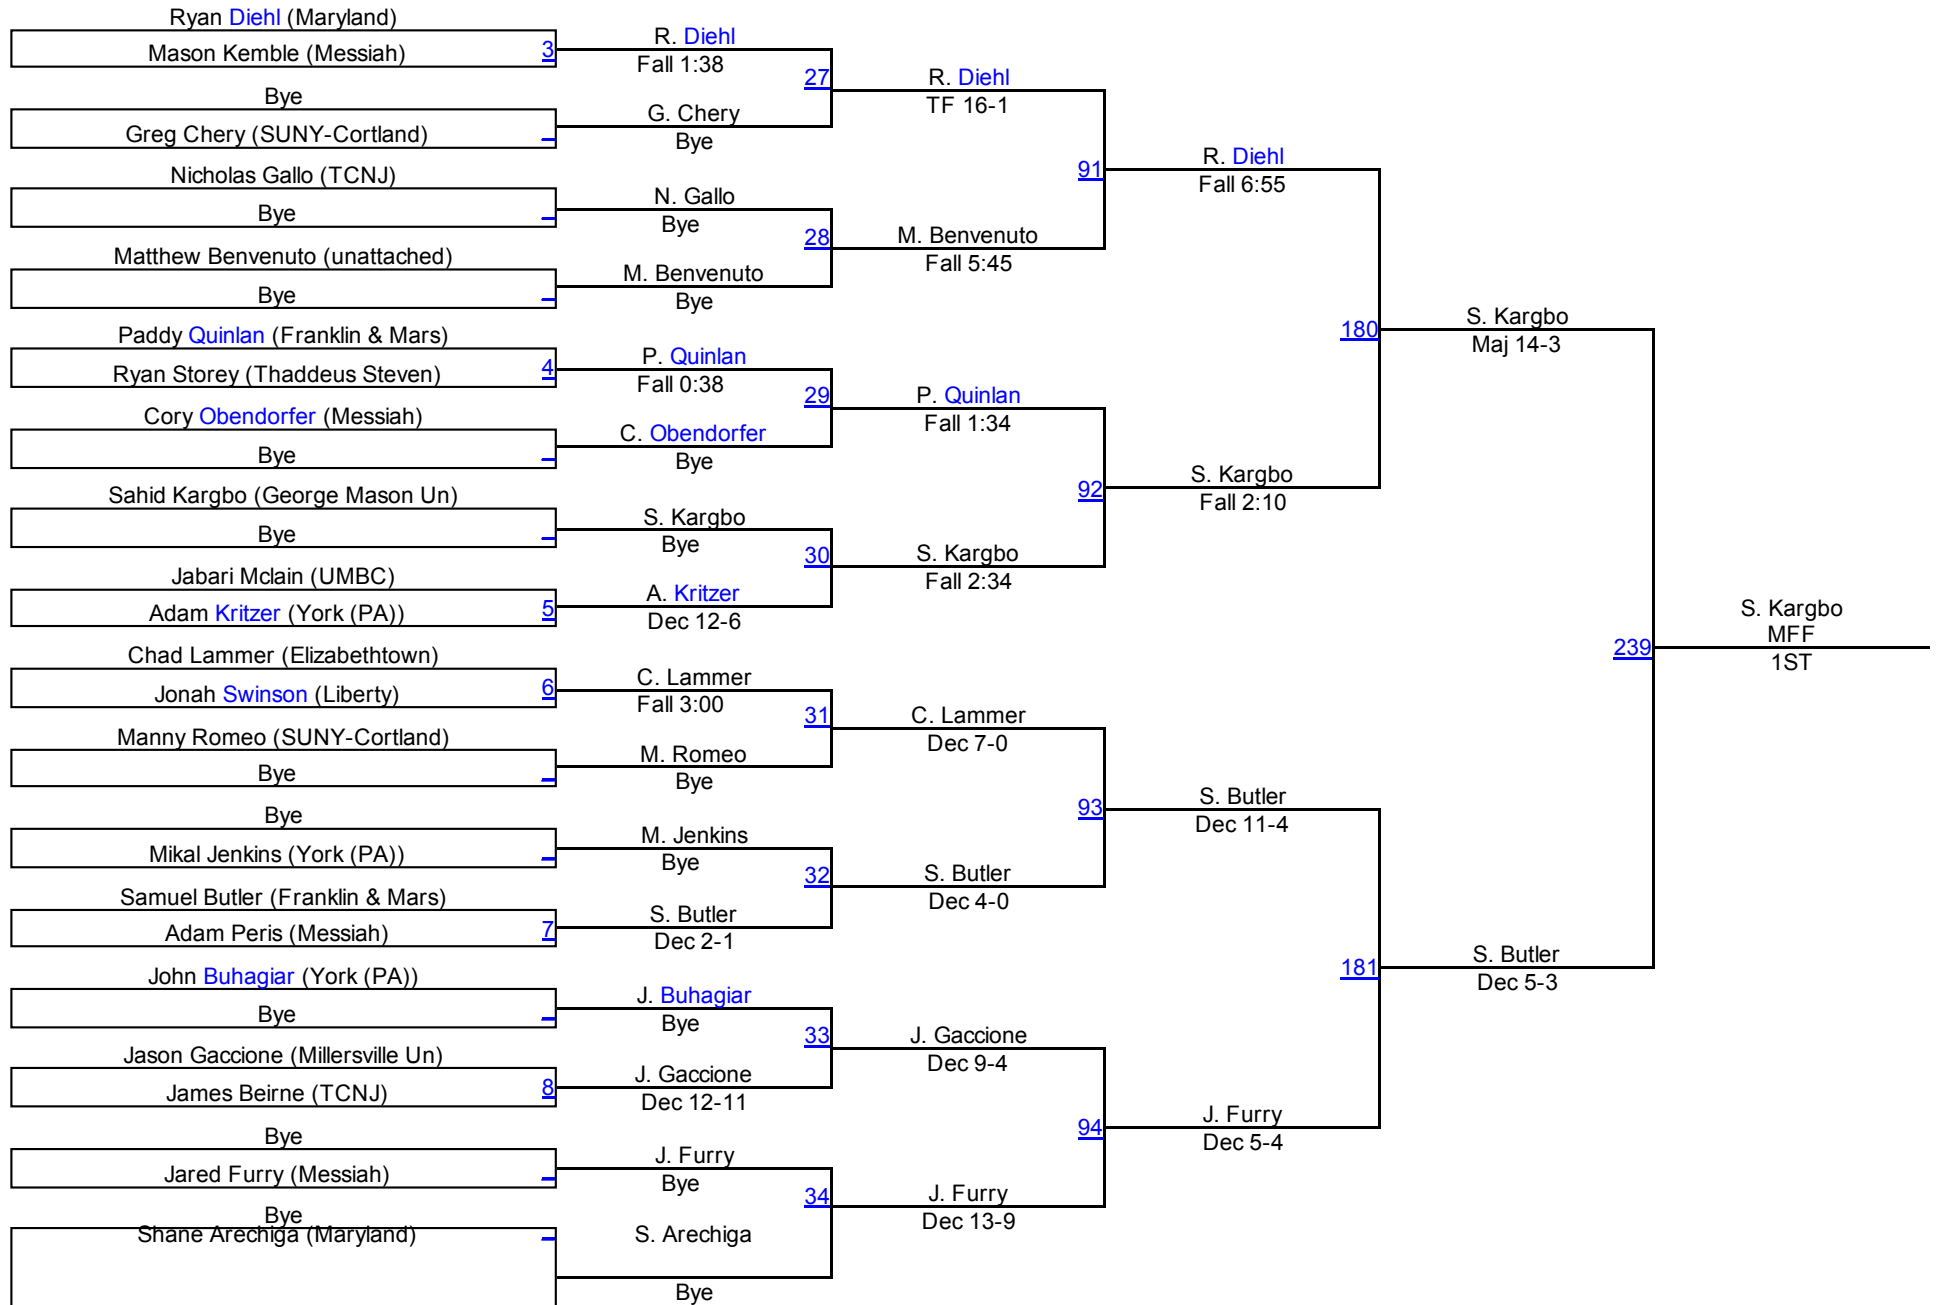 Ryan Diehl (Maryland)
Mason Kemble (Messiah) 3
Bye
Greg Chery (SUNY-Cortland)
Nicholas Gallo (TCNJ)
Bye
Matthew Benvenuto (unattached)
Bye
Paddy Quinlan (Franklin & Mars)
Ryan Storey (Thaddeus Steven) 4
Cory Obendorfer (Messiah)
Bye
Sahid Kargbo (George Mason Un)
Bye
Jabari Mclain (UMBC)
Adam Kritzer (York (PA)) 5
Chad Lammer (Elizabethtown)
Jonah Swinson (Liberty) 6
Manny Romeo (SUNY-Cortland)
Bye
Bye
Mikal Jenkins (York (PA))
Samuel Butler (Franklin & Mars)
Adam Peris (Messiah) 7
John Buhagiar (York (PA))
Bye
Jason Gaccione (Millersville Un)
James Beirne (TCNJ) 8
Bye
Jared Furry (Messiah)
Bye
Shane Arechiga (Maryland)
R. Diehl
Fall 1:38
27
G. Chery
Bye
N. Gallo
Bye
28
M. Benvenuto
Bye
P. Quinlan
Fall 0:38
29
C. Obendorfer
Bye
S. Kargbo
Bye
30
A. Kritzer
Dec 12-6
C. Lammer
Fall 3:00
31
M. Romeo
Bye
M. Jenkins
Bye
32
S. Butler
Dec 2-1
J. Buhagiar
Bye
33
J. Gaccione
Dec 12-11
J. Furry
Bye
34
S. Arechiga
Bye
R. Diehl
TF 16-1
91
M. Benvenuto
Fall 5:45
P. Quinlan
Fall 1:34
92
S. Kargbo
Fall 2:34
C. Lammer
Dec 7-0
93
S. Butler
Dec 4-0
J. Gaccione
Dec 9-4
94
J. Furry
Dec 13-9
R. Diehl
Fall 6:55
180
S. Kargbo
Fall 2:10
S. Butler
Dec 11-4
181
J. Furry
Dec 5-4
S. Kargbo
Maj 14-3
239
S. Butler
Dec 5-3
S. Kargbo
MFF
1ST